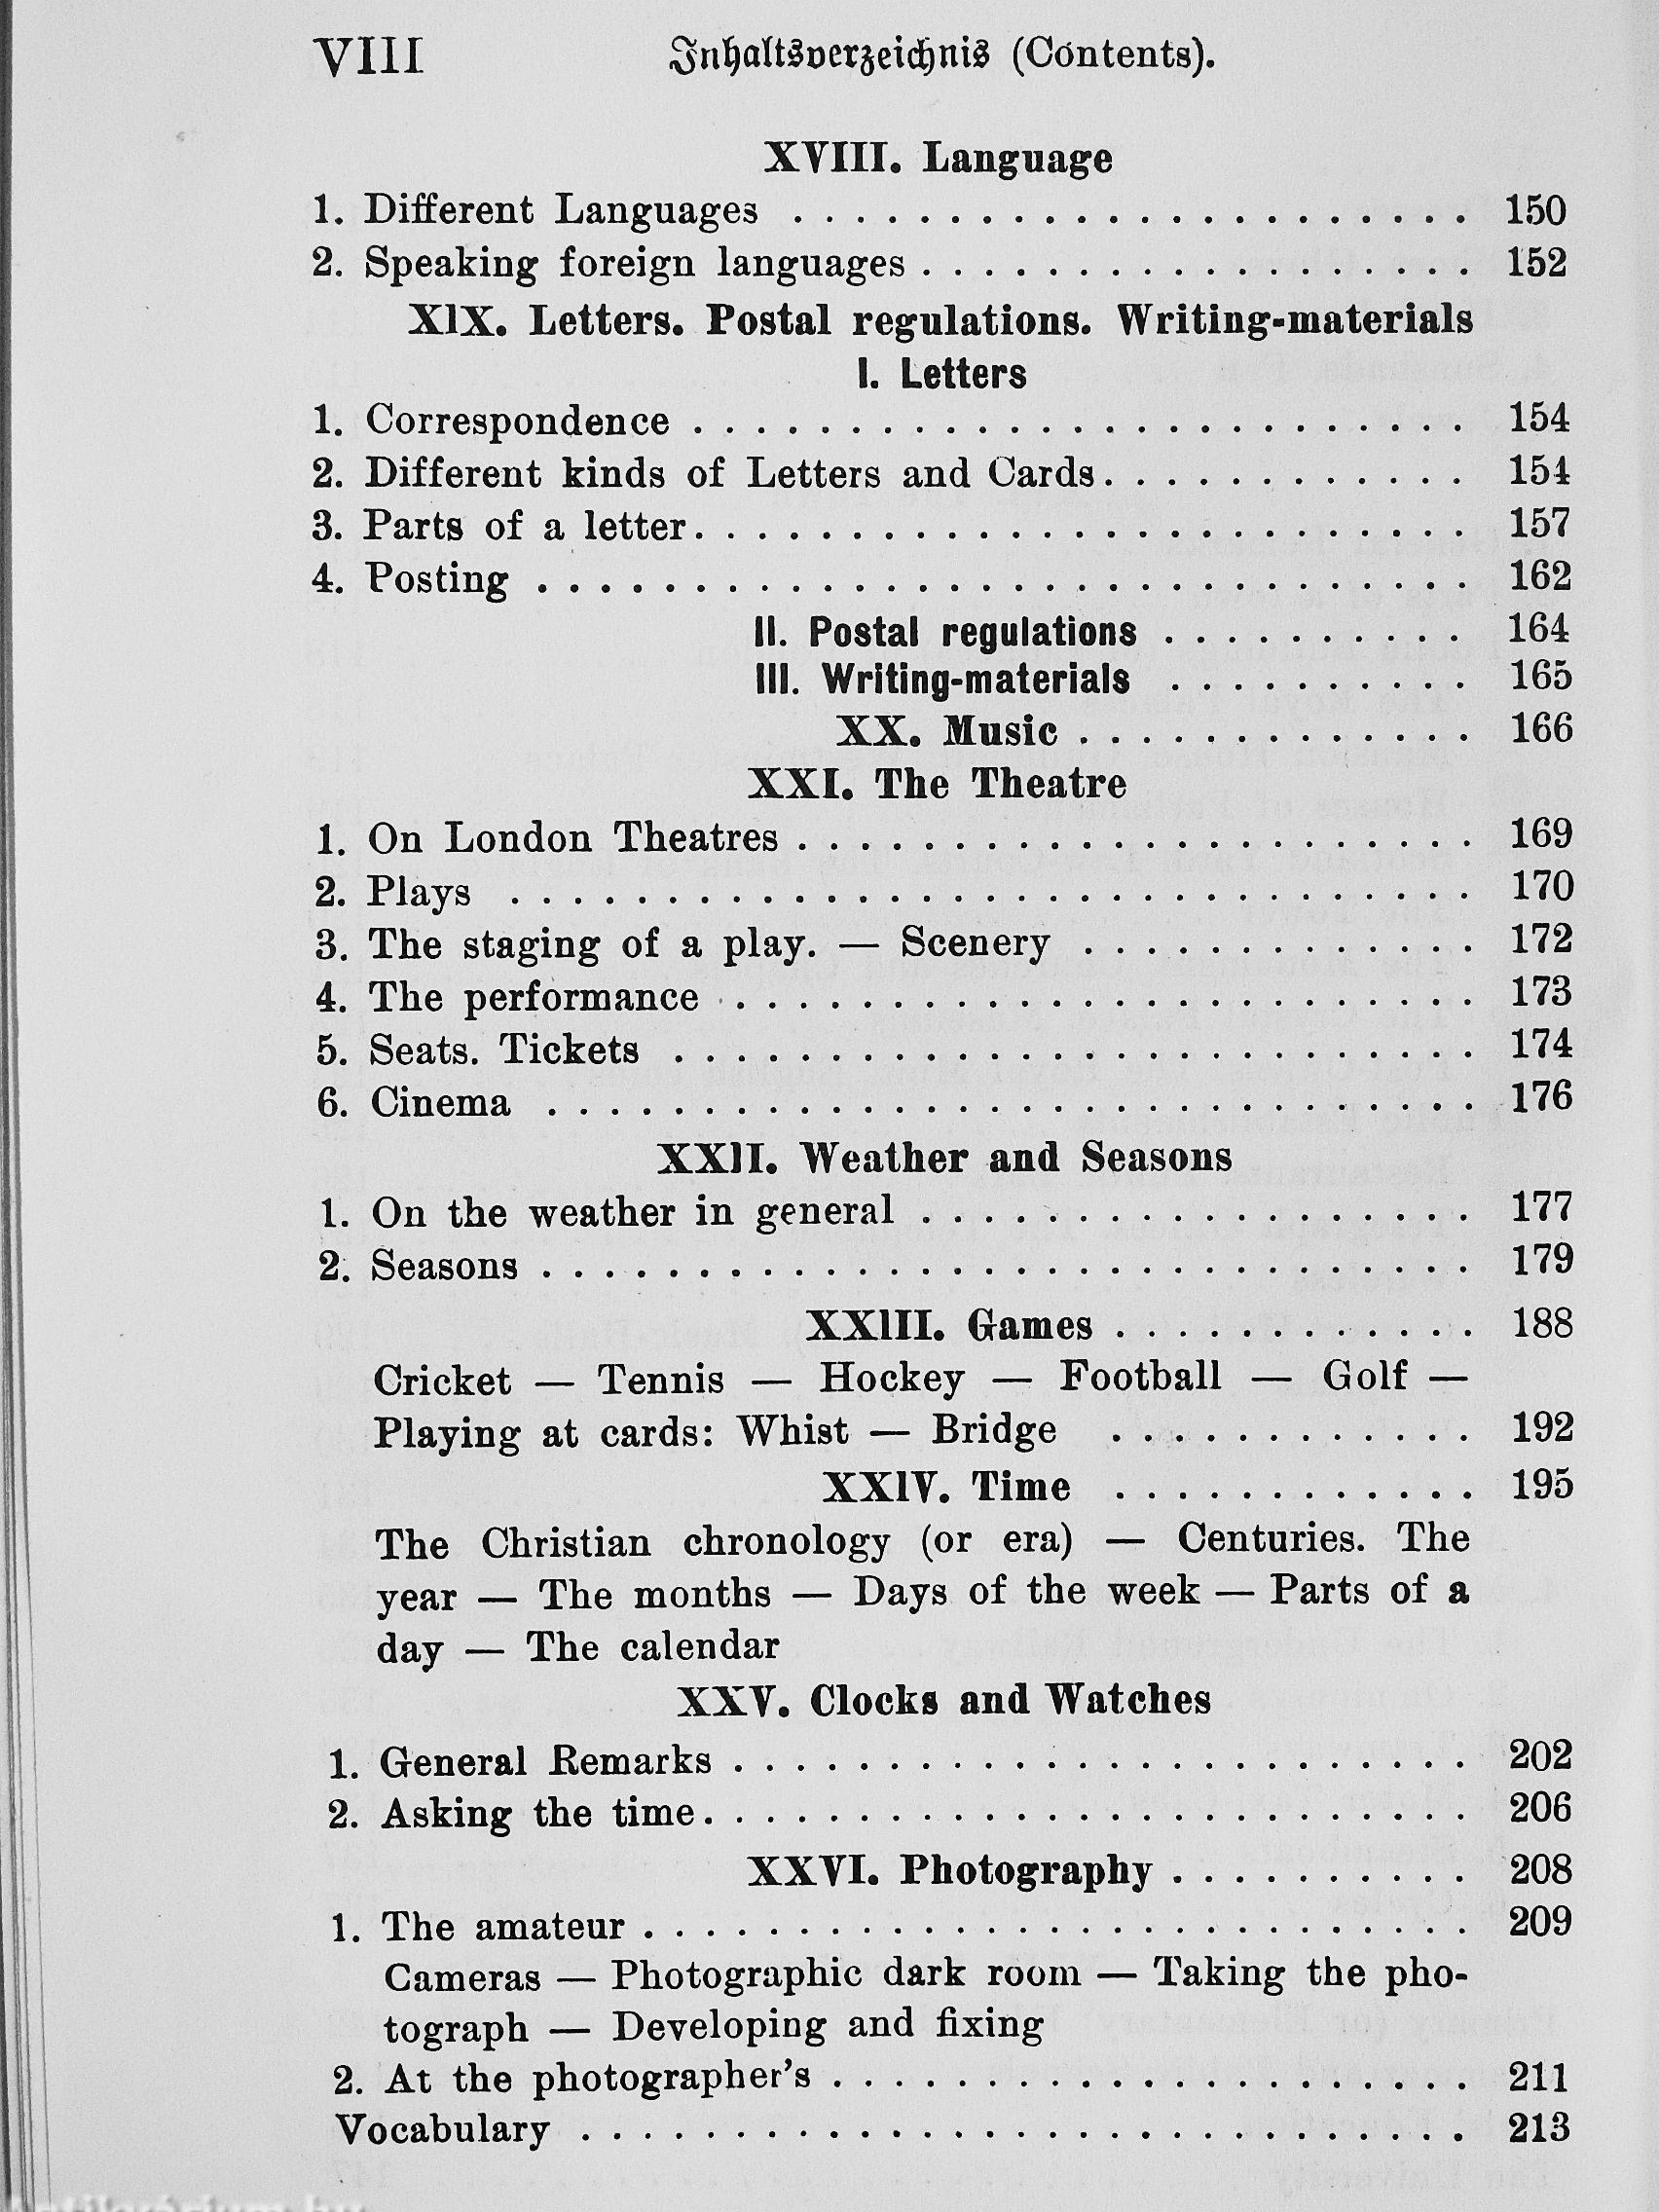 VIII Inhaltsverzeichnis (Contents).
XVIII. Language
1. Different Languages . . . . . . . . . . . . . . . . . . . . . . 150
2. Speaking foreign languages . . . . . . . . . . . . . . . . . . 152
XIX. Letters. Postal regulations. Writing-materials
I. Letters
1. Correspondence . . . . . . . . . . . . . . . . . . . . . . . . . 154
2. Different kinds of Letters and Cards . . . . . . . . . . . . 154
3. Parts of a letter . . . . . . . . . . . . . . . . . . . . . . . . . 157
4. Posting . . . . . . . . . . . . . . . . . . . . . . . . . . . . . . 162
II. Postal regulations . . . . . . . . . . 164
III. Writing-materials . . . . . . . . . . 165
XX. Music . . . . . . . . . . . . . 166
XXI. The Theatre
1. On London Theatres . . . . . . . . . . . . . . . . . . . . . . 169
2. Plays . . . . . . . . . . . . . . . . . . . . . . . . . . . . . . . 170
3. The staging of a play. — Scenery . . . . . . . . . . . . . 172
4. The performance . . . . . . . . . . . . . . . . . . . . . . . . 173
5. Seats. Tickets . . . . . . . . . . . . . . . . . . . . . . . . . . 174
6. Cinema . . . . . . . . . . . . . . . . . . . . . . . . . . . . . . 176
XXII. Weather and Seasons
1. On the weather in general . . . . . . . . . . . . . . . . . . 177
2. Seasons . . . . . . . . . . . . . . . . . . . . . . . . . . . . . . 179
XXIII. Games . . . . . . . . . . . . 188
Cricket — Tennis — Hockey — Football — Golf —
Playing at cards: Whist — Bridge . . . . . . . . . . . . 192
XXIV. Time . . . . . . . . . . . . 195
The Christian chronology (or era) — Centuries. The
year — The months — Days of the week — Parts of a
day — The calendar
XXV. Clocks and Watches
1. General Remarks . . . . . . . . . . . . . . . . . . . . . . . . 202
2. Asking the time . . . . . . . . . . . . . . . . . . . . . . . . . 206
XXVI. Photography . . . . . . . . . . 208
1. The amateur . . . . . . . . . . . . . . . . . . . . . . . . . . . 209
Cameras — Photographic dark room — Taking the pho-
tograph — Developing and fixing
2. At the photographer's . . . . . . . . . . . . . . . . . . . . . 211
Vocabulary . . . . . . . . . . . . . . . . . . . . . . . . . . . . . 213